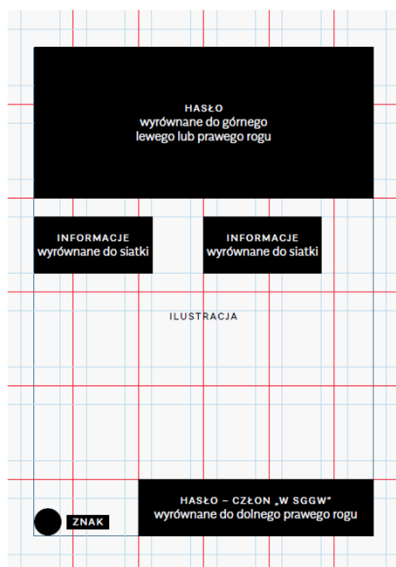 HASŁO
wyrównane do górnego
lewego lub prawego rogu
INFORMACJE
wyrównane do siatki
INFORMACJE
wyrównane do siatki
ILUSTRACJA
HASŁO – CZŁON „W SGGW”
wyrównane do dolnego prawego rogu
ZNAK